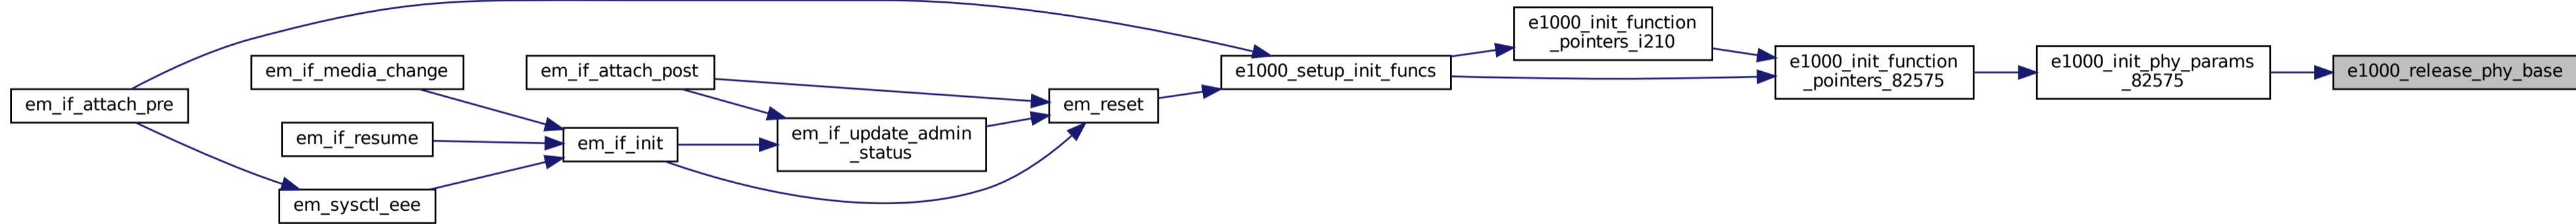 em_if_attach_pre
em_if_media_change
em_if_resume
em_sysctl_eee
em_if_attach_post
em_if_init
em_if_update_admin
_status
em_reset
e1000_setup_init_funcs
e1000_init_function
_pointers_i210
e1000_init_function
_pointers_82575
e1000_init_phy_params
_82575
e1000_release_phy_base